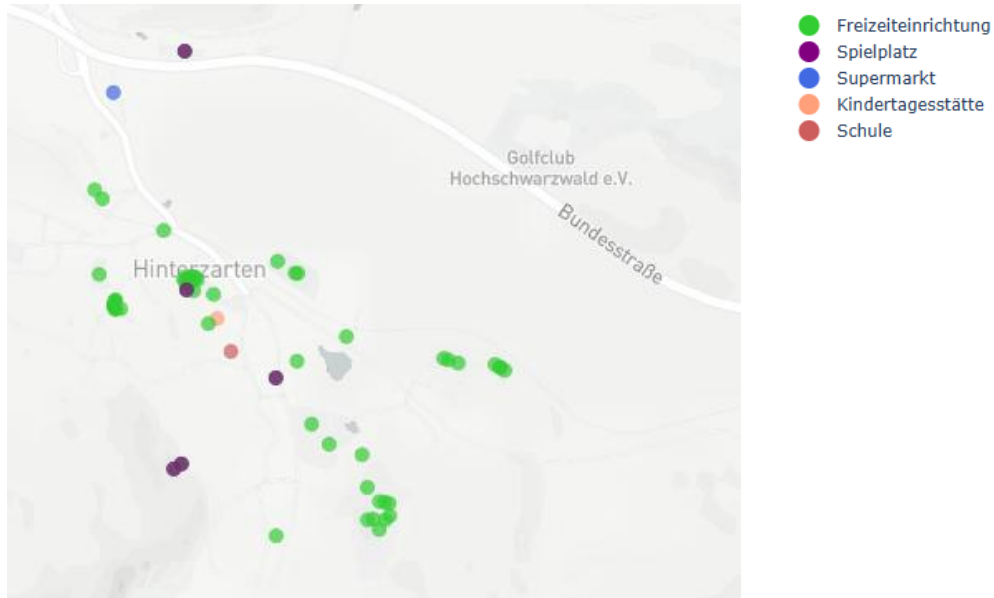 Freizeiteinrichtung
Spielplatz
Supermarkt
Kindertagesstätte
Schule
Golfclub
Hochschwarzwald e.V.
Bundesstraße
Hinterzarten